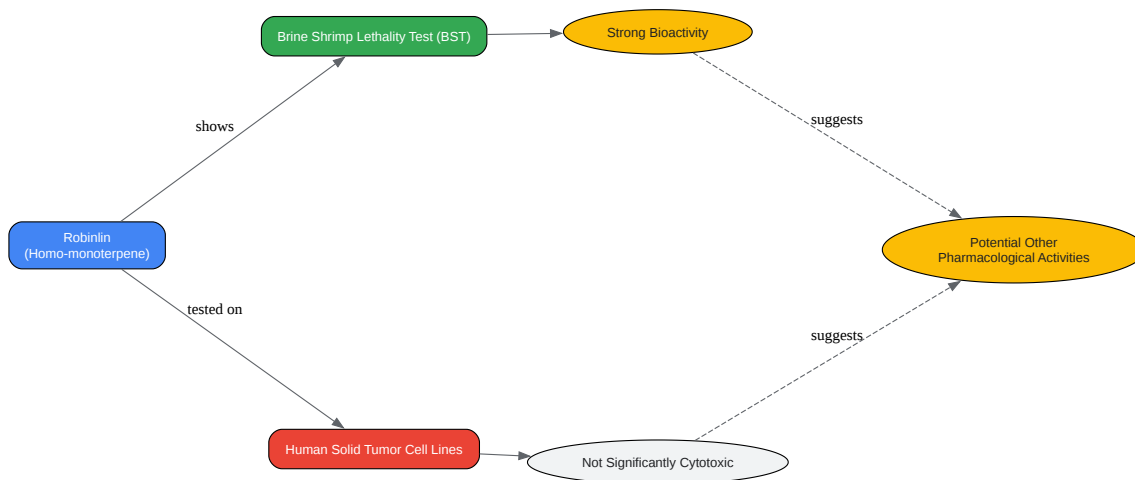 Brine Shrimp Lethality Test (BST)
Strong Bioactivity
shows
suggests
Robinlin
(Homo-monoterpene)
Potential Other
Pharmacological Activities
tested on
suggests
Human Solid Tumor Cell Lines
Not Significantly Cytotoxic